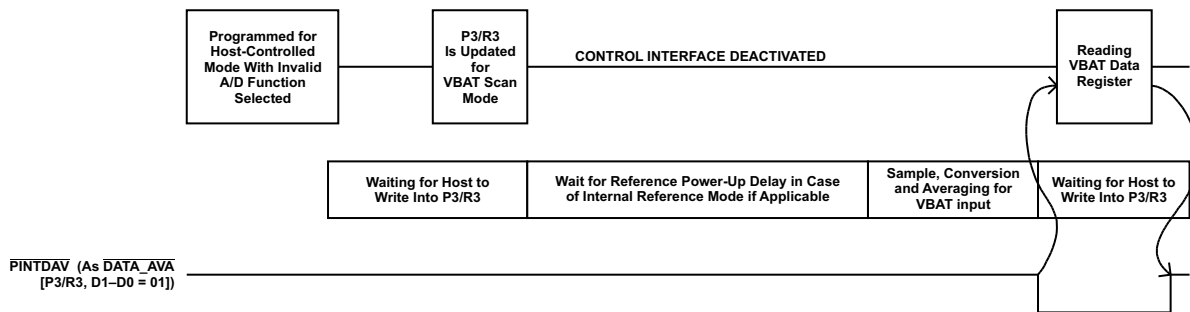 Programmed for
Host-Controlled
Mode With Invalid
A/D Function
Selected
P3/R3
Is Updated
for
VBAT Scan
Mode
CONTROL INTERFACE DEACTIVATED
Reading
VBAT Data
Register
Waiting for Host to
Write Into P3/R3
Wait for Reference Power-Up Delay in Case
of Internal Reference Mode if Applicable
Sample, Conversion
and Averaging for
VBAT input
Waiting for Host to
Write Into P3/R3
PINTDAV (As DATA_AVA
[P3/R3, D1–D0 = 01])